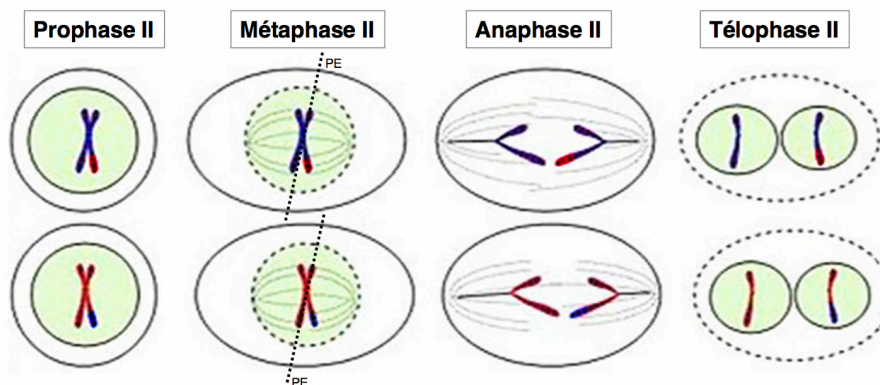 Prophase II
Métaphase II
Anaphase II
Télophase II
PE
PE